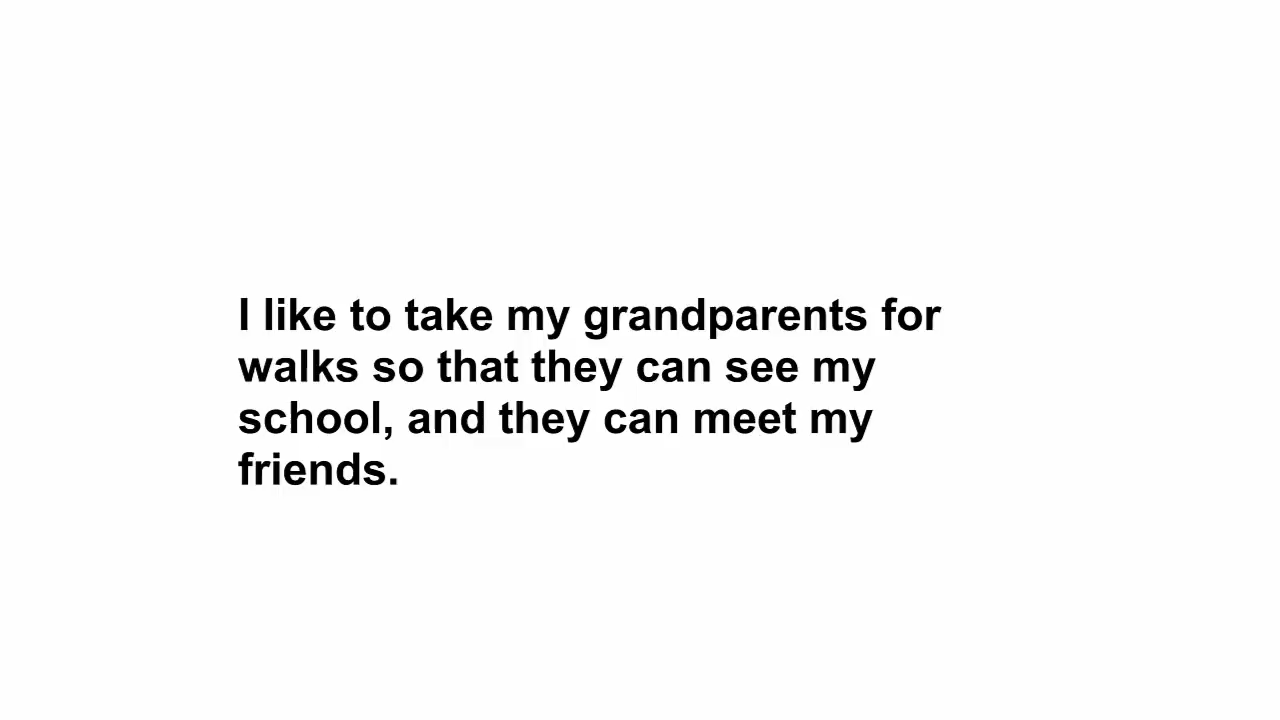 I like to take my grandparents for
walks so that they can see my
school, and they can meet my
friends.